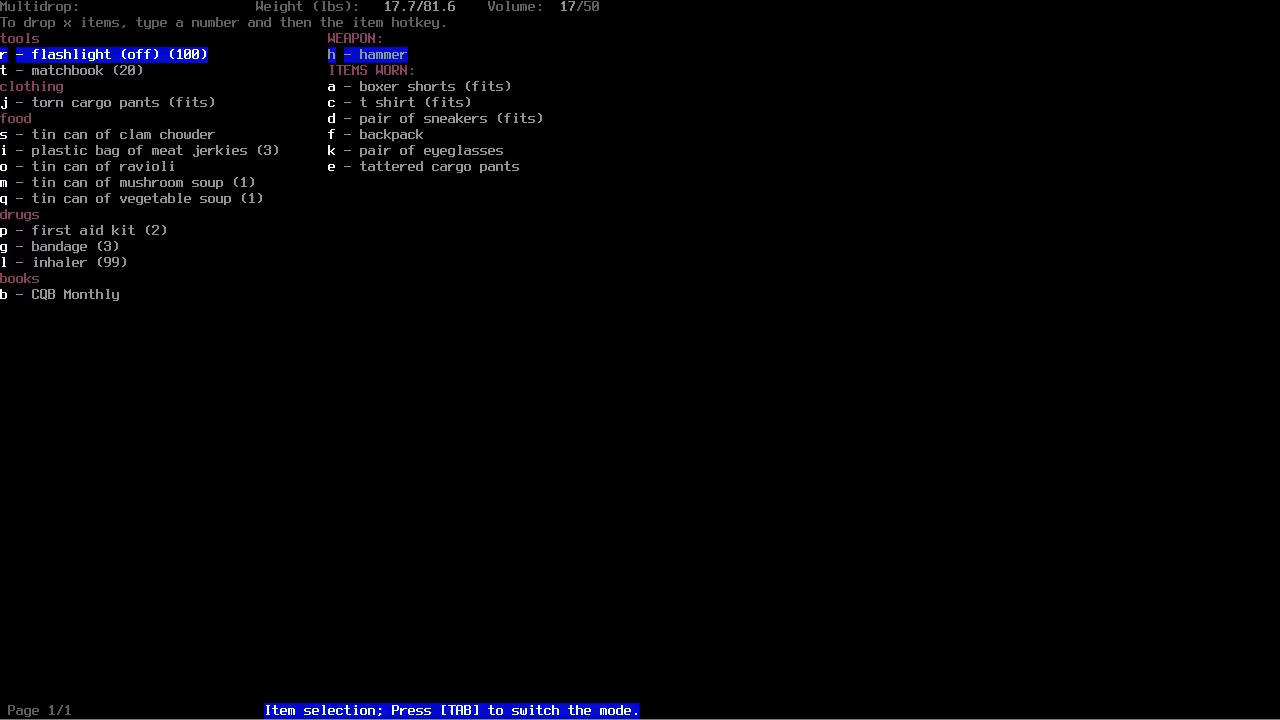 Multidrop: Weight (lbs): 17.7/81.6 Volume: 17/50
To drop x items, type a number and then the item hotkey.
tools
r - flashlight (off) (100)
t - matchbook (20)
clothing
j - torn cargo pants (fits)
food
s - tin can of clam chowder
i - plastic bag of meat jerkies (3)
o - tin can of ravioli
m - tin can of mushroom soup (1)
q - tin can of vegetable soup (1)
drugs
p - first aid kit (2)
g - bandage (3)
l - inhaler (99)
books
b - CQB Monthly
WEAPON:
h - hammer
ITEMS WORN:
a - boxer shorts (fits)
c - t shirt (fits)
d - pair of sneakers (fits)
f - backpack
k - pair of eyeglasses
e - tattered cargo pants
Page 1/1 Item selection; Press [TAB] to switch the mode.